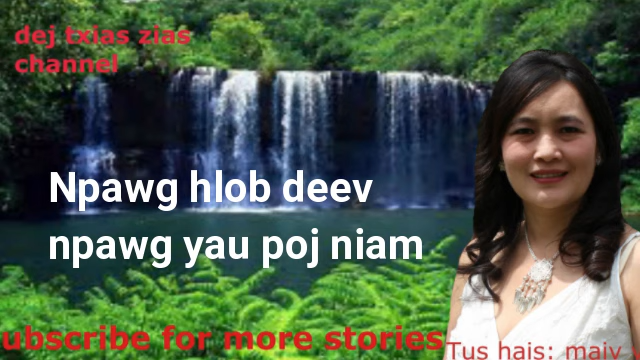 dej txias zias
channel
Npawg hlob deev
npawg yau poj niam
ubscribe for more stories
Tus hais: maiv